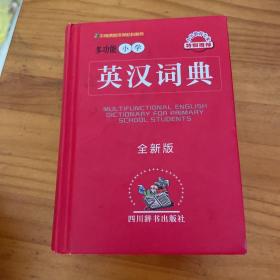 多功能 小学
英汉词典
MULTIFUNCTIONAL ENGLISH
DICTIONARY FOR PRIMARY
SCHOOL STUDENTS
全新版
四川辞书出版社